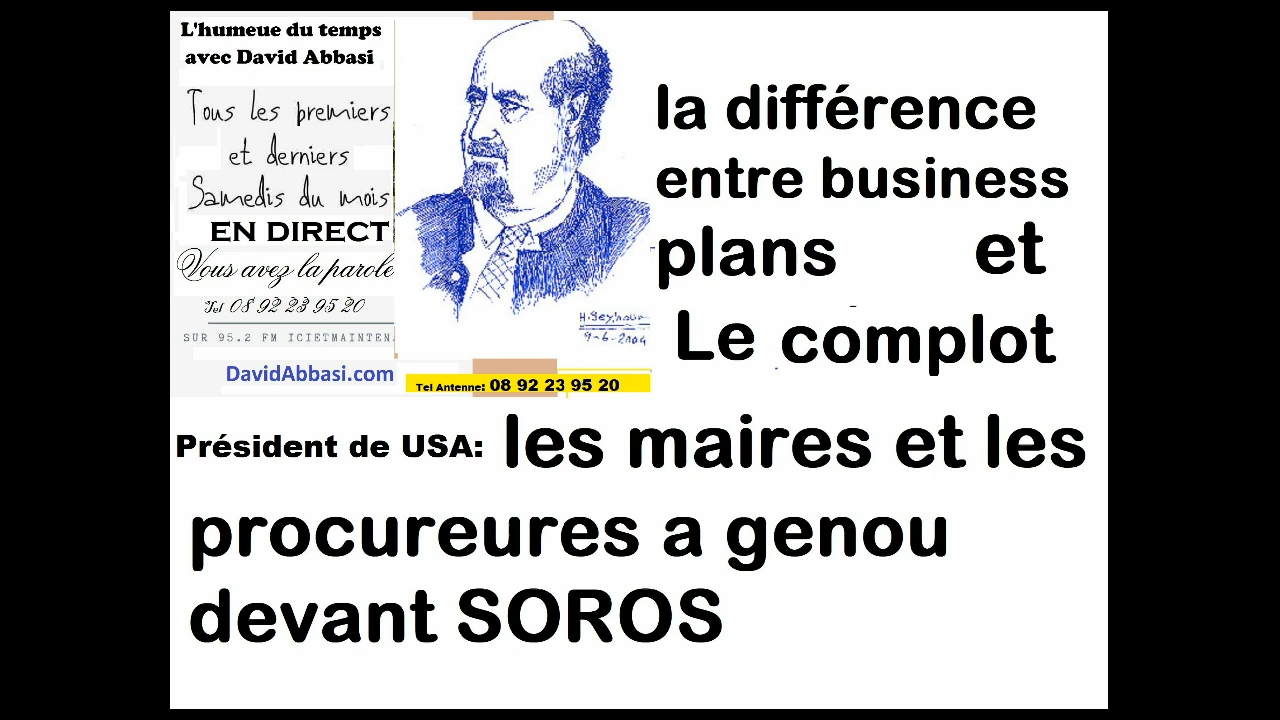 L'humeue du temps
avec David Abbasi
Tous les premiers
et derniers
Samedis du mois
EN DIRECT
Vous avez la parole
Tel 08 92 23 95 20
SUR 95.2 FM ICIETMAINTEN
DavidAbbasi.com
9-6-2004
Tel Antenne: 08 92 23 95 20
la différence
entre business
plans et
Le complot
Président de USA: les maires et les
procureures a genou
devant SOROS